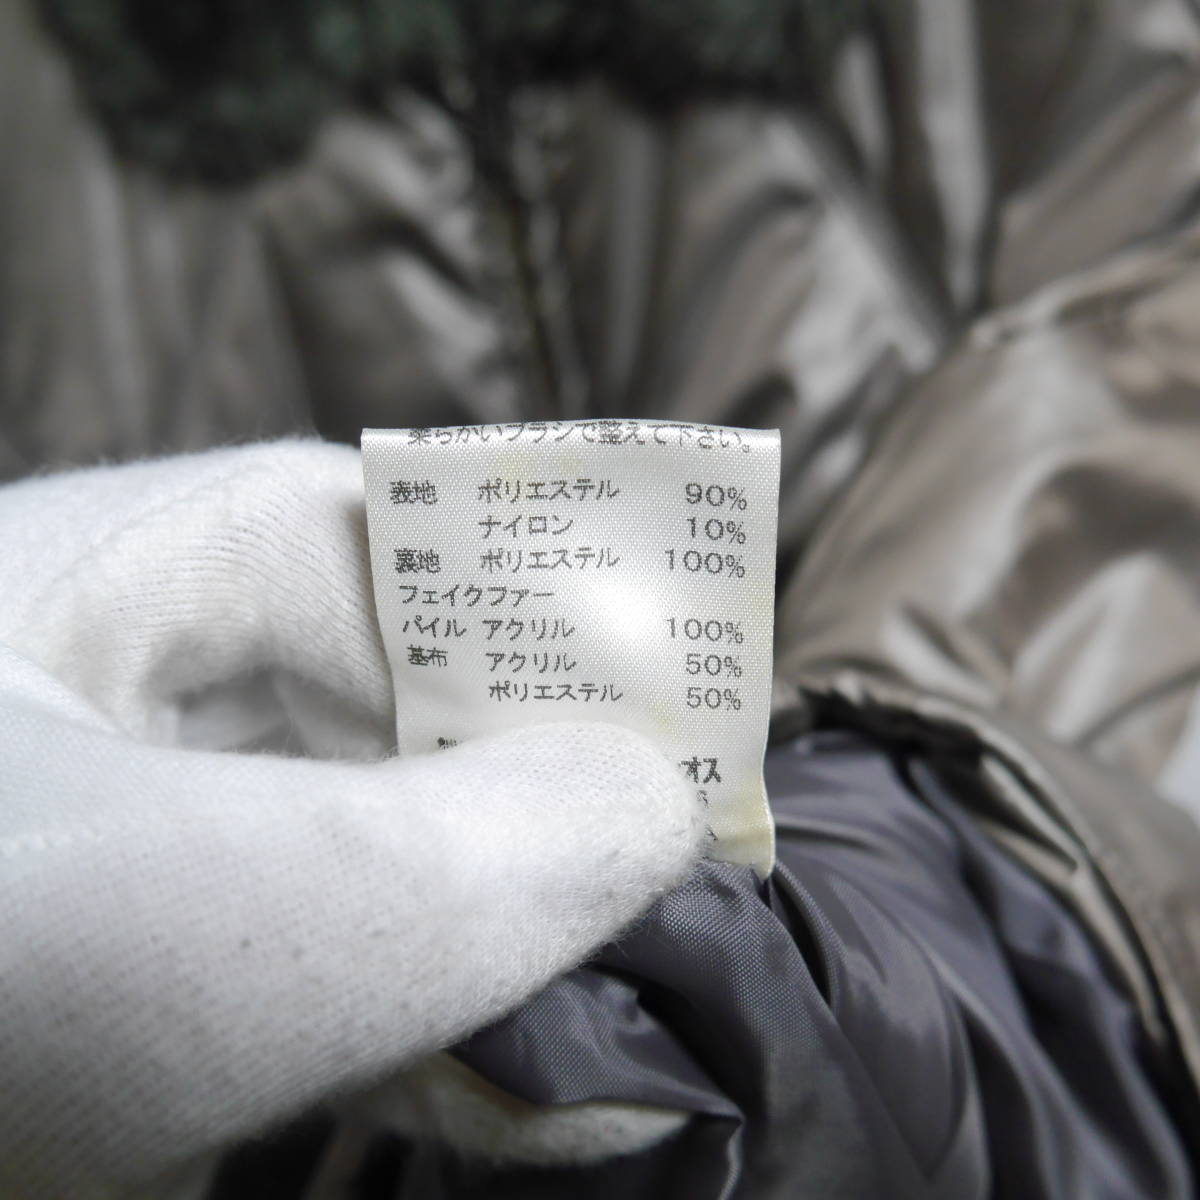 柔らかいブラシで整えて下さい。
表地 ポリエステル 90%
ナイロン 10%
裏地 ポリエステル 100%
フェイクファー
パイル アクリル 100%
基布 アクリル 50%
ポリエステル 50%
オス